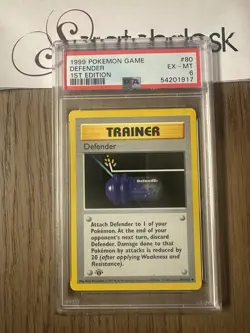 1999 POKEMON GAME #80
DEFENDER EX - MT
1ST EDITION 6
PSA 54201917
TRAINER
Defender
Defender
Attach Defender to 1 of your
Pokémon. At the end of your
opponent's next turn, discard
Defender. Damage done to that
Pokémon by attacks is reduced by
20 (after applying Weakness and
Resistance).